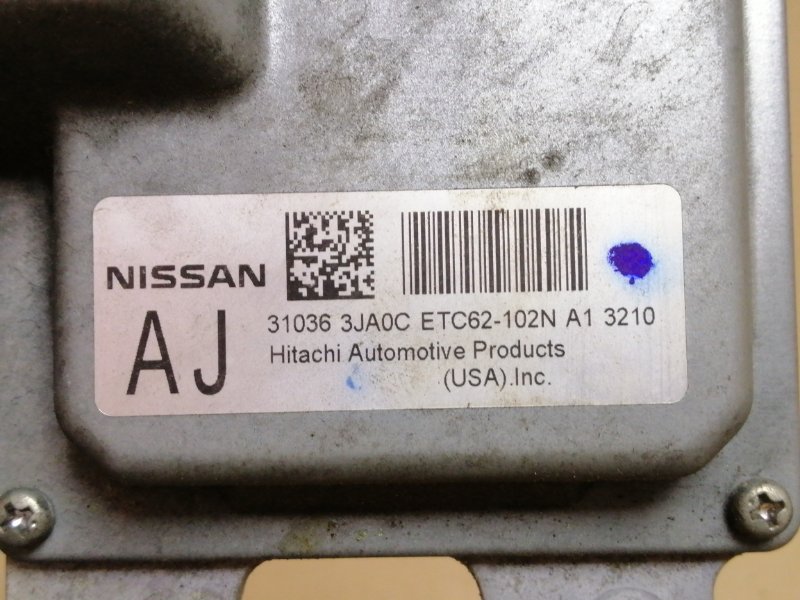 NISSAN
AJ
31036 3JA0C ETC62-102N A1 3210
Hitachi Automotive Products
(USA).Inc.